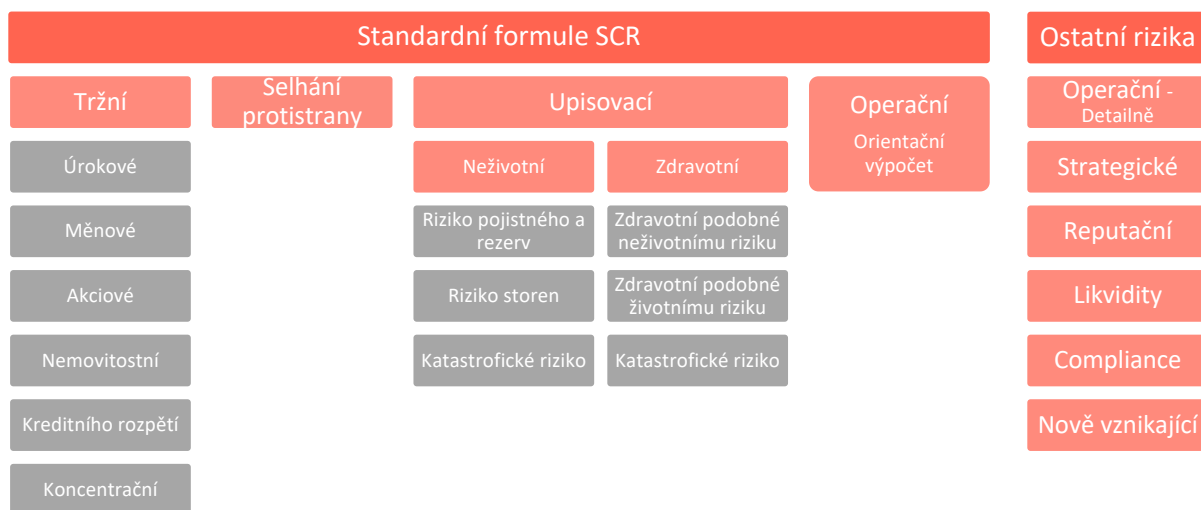 Standardní formule SCR
Ostatní rizika
Tržní
Selhání
protistrany
Upisovací
Operační
Orientační
výpočet
Operační -
Detailně
Úrokové
Neživotní
Zdravotní
Strategické
Měnové
Riziko pojistného a
rezerv
Zdravotní podobné
neživotnímu riziku
Reputační
Akciové
Riziko storen
Zdravotní podobné
životnímu riziku
Likvidity
Nemovitostní
Katastrofické riziko
Katastrofické riziko
Compliance
Kreditního rozpětí
Nově vznikající
Koncentrační